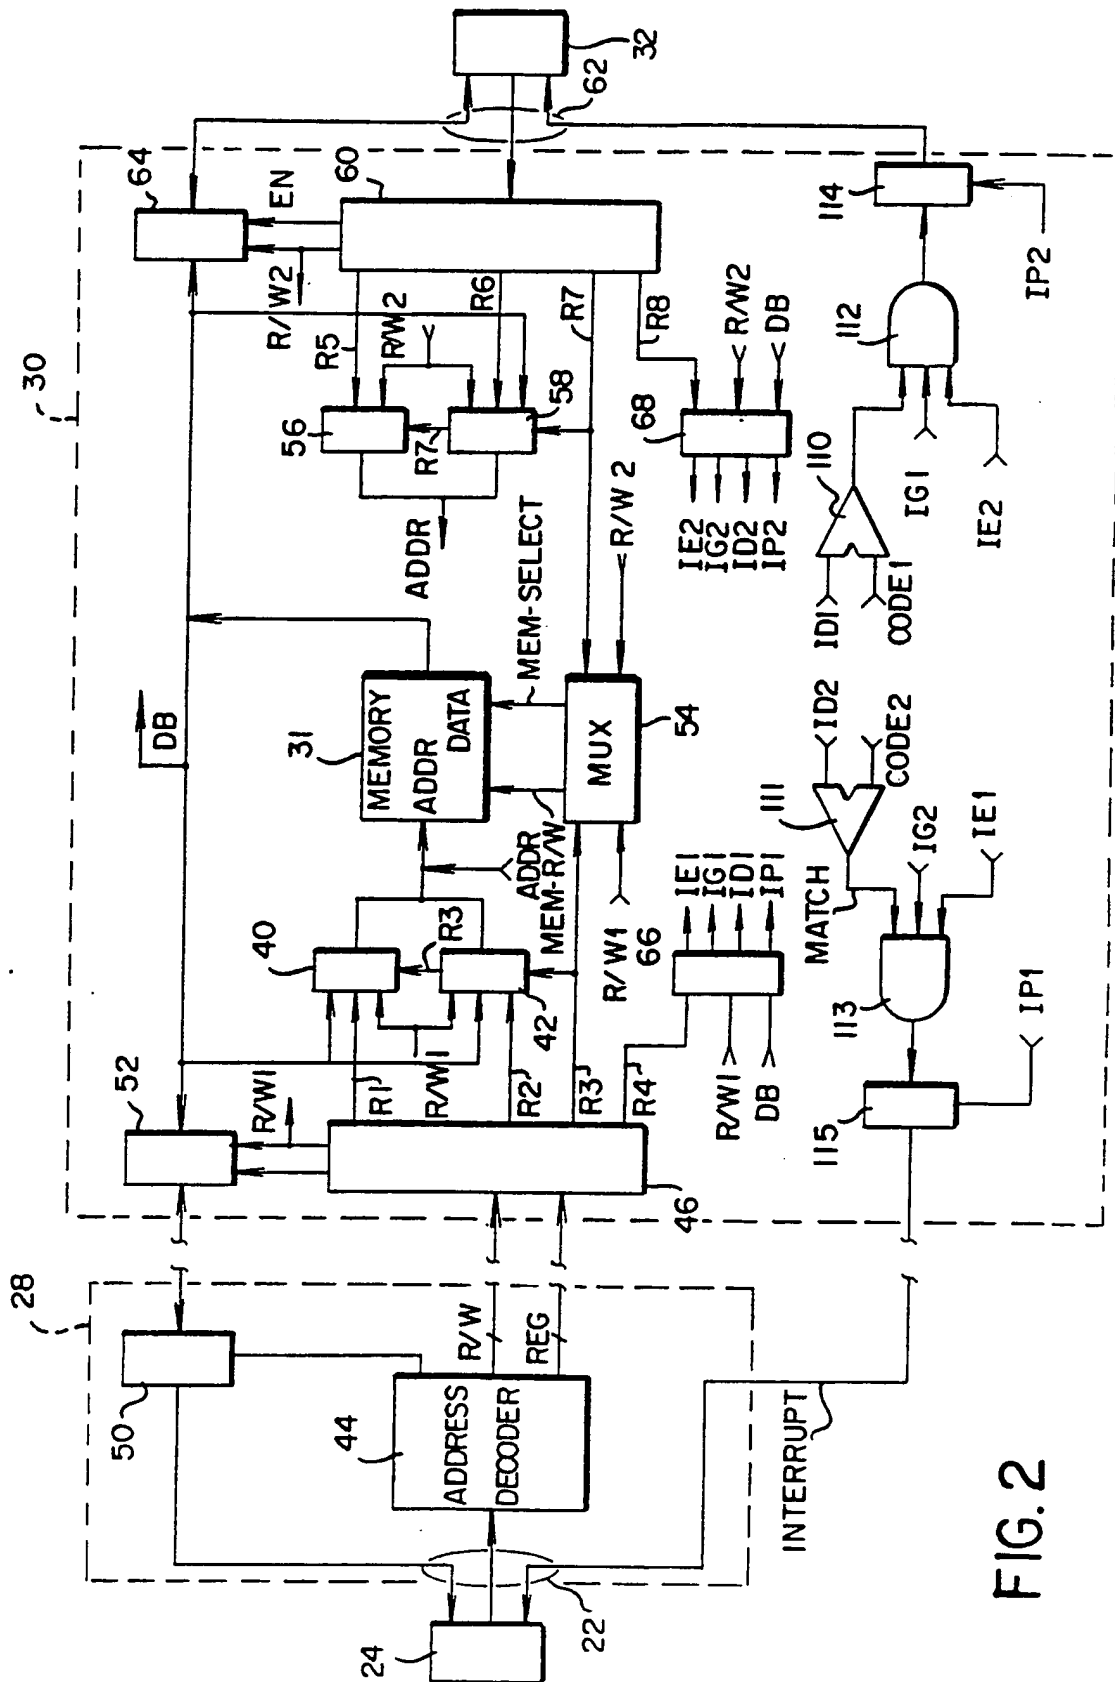 FIG. 2
28
50
44
ADDRESS
DECODER
R/W
REG
24
22
INTERRUPT
30
52
R/W1
46
R1
R/W1
R2
R3
R4
40
R3
42
DB
31
MEMORY
ADDR
DATA
ADDR
MEM-R/W
MEM-SELECT
MUX
54
R/W1
R/W2
66
IE1
IG1
ID1
IP1
R/W1
DB
64
EN
R/W2
60
R5
R/W2
R6
R7
R8
56
R7
58
ADDR
68
IE2
IG2
ID2
IP2
R/W2
DB
62
32
ID2
CODE2
111
MATCH
IG2
IE1
113
115
IP1
110
ID1
CODE1
IG1
IE2
112
114
IP2